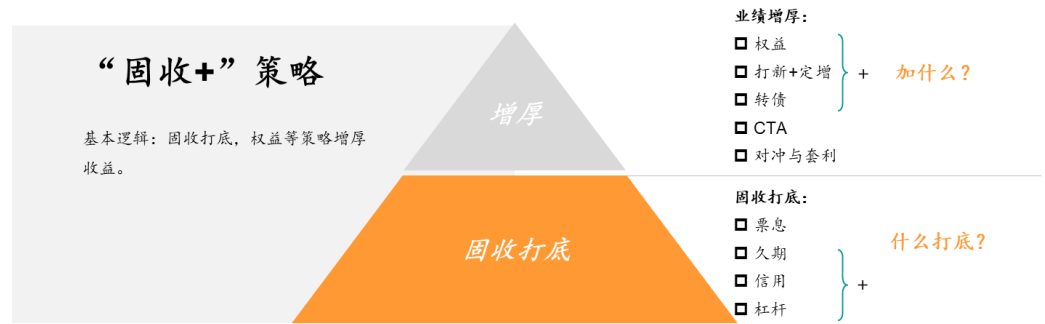 “固收+”策略
基本逻辑：固收打底，权益等策略增厚
收益。
增厚
固收打底
业绩增厚：
权益
打新+定增
转债
CTA
对冲与套利
+
加什么？
固收打底：
票息
久期
信用
杠杆
+
什么打底？